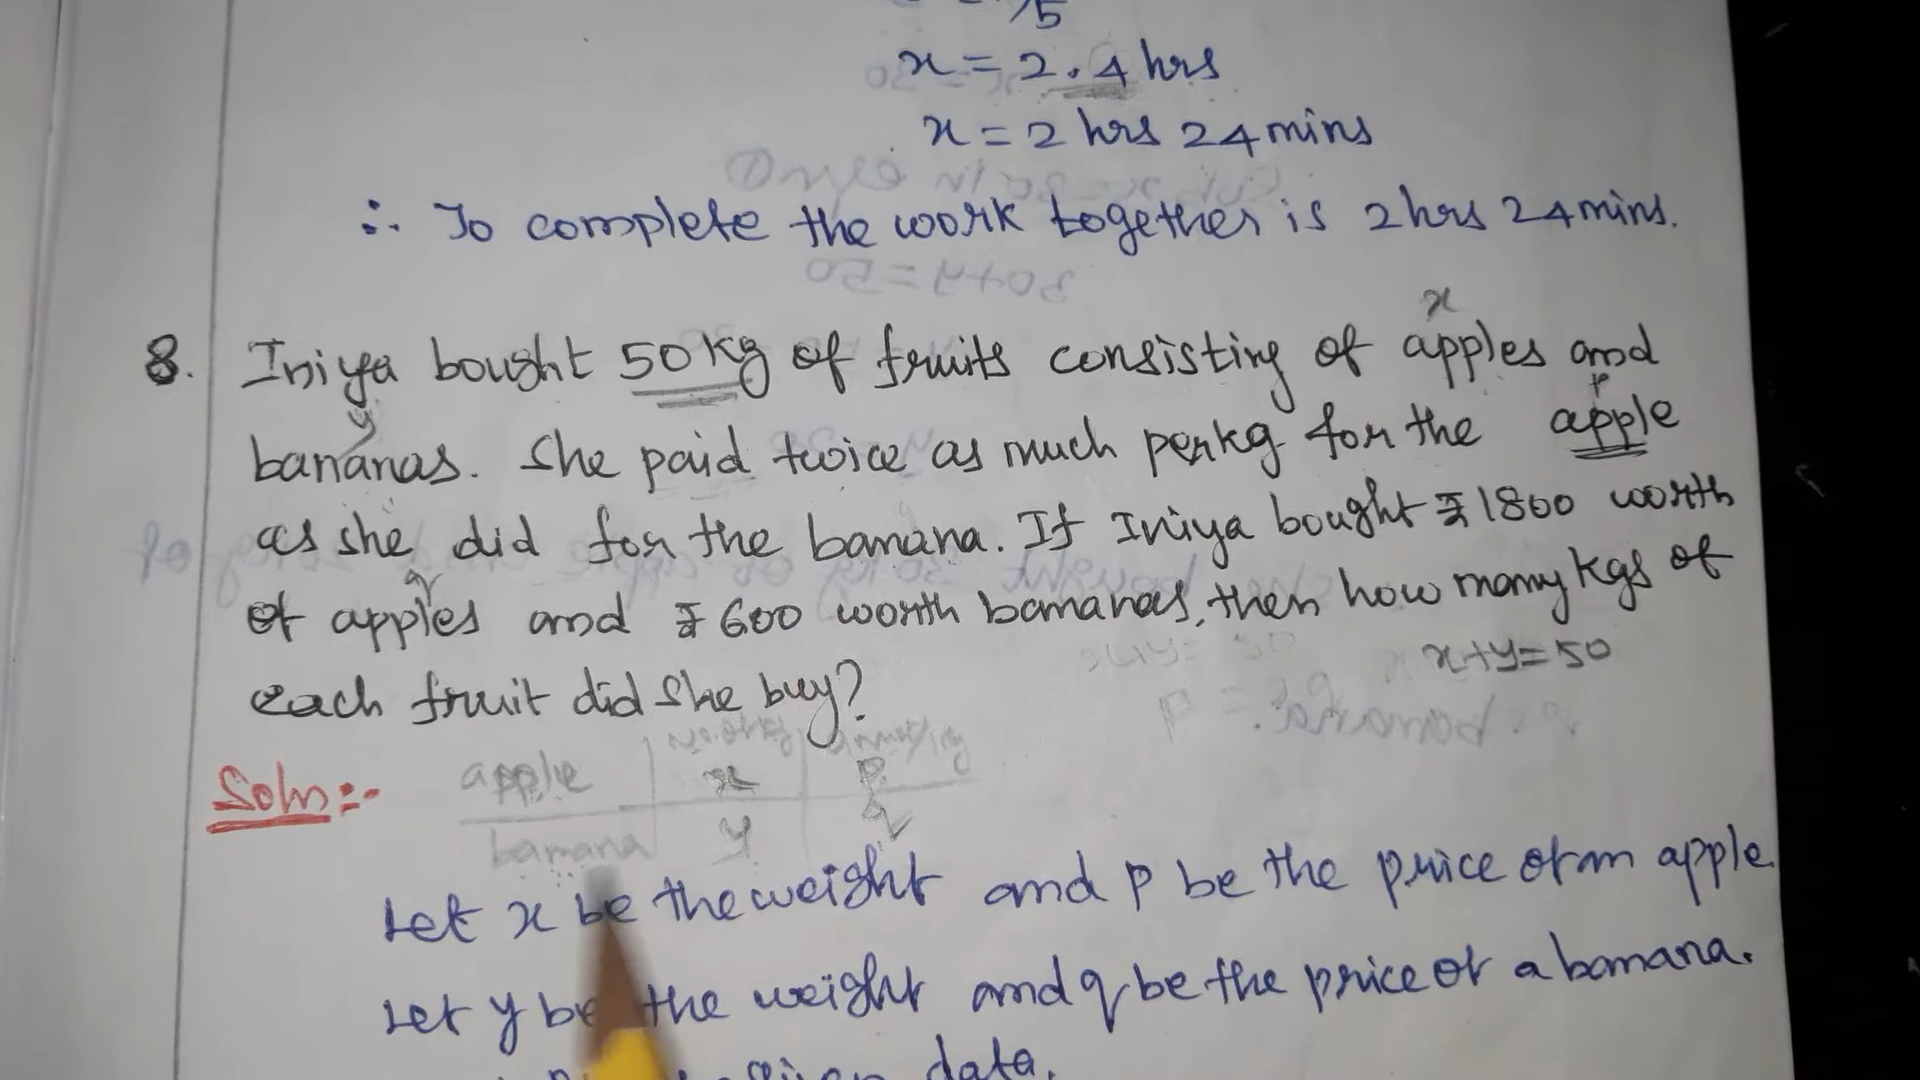 x = 2.4 hrs
x = 2 hrs 24 mins
∴ To complete the work together is 2 hrs 24 mins.
x
8. Iniya bought 50 kg of fruits consisting of apples and
y
p
bananas. She paid twice as much perkg for the apple
as she did for the banana. If Iniya bought ₹ 1800 worth
q
of apples and ₹ 600 worth bananas, then how many kgs of
x+y=50
each fruit did she buy?
Soln:-
apple x p
banana y q
Let x be the weight and p be the price of an apple.
Let y be the weight and q be the price of a banana.
given data.